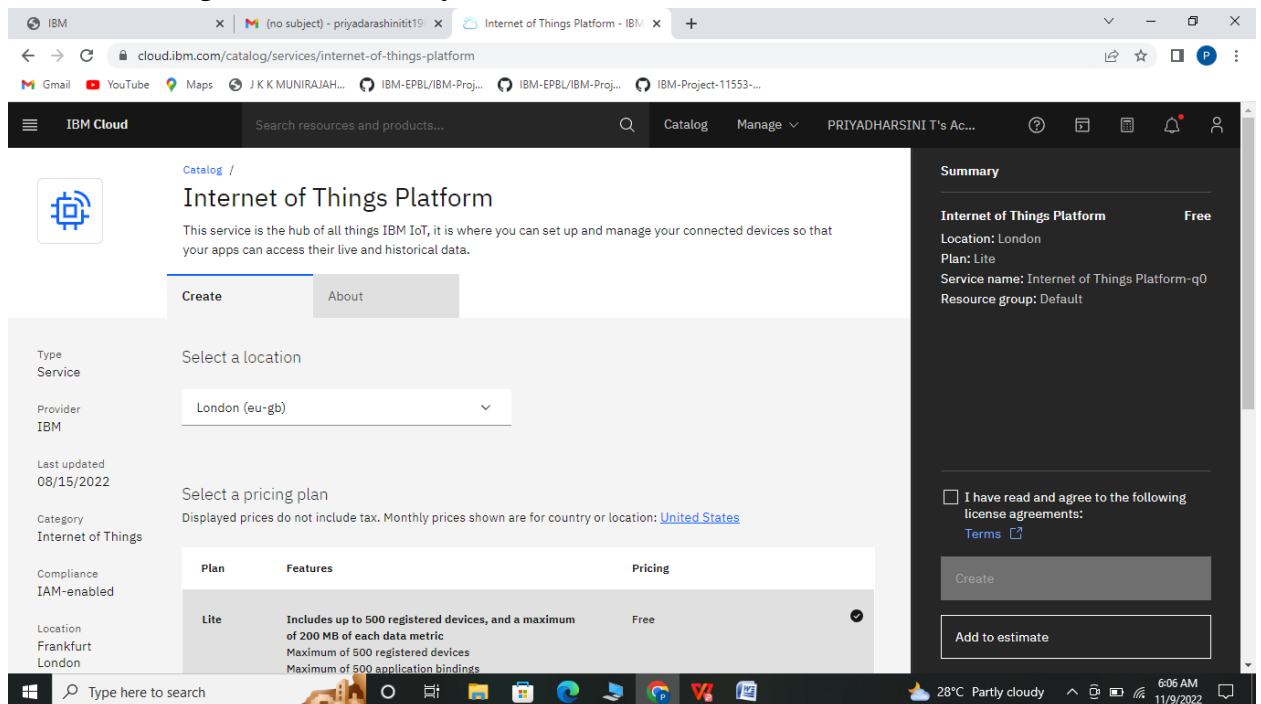 IBM
(no subject) - priyadarashinitit19
Internet of Things Platform - IBM
cloud.ibm.com/catalog/services/internet-of-things-platform
P
Gmail
YouTube
Maps
J K K MUNIRAJAH...
IBM-EPBL/IBM-Proj...
IBM-EPBL/IBM-Proj...
IBM-Project-11553-...
IBM Cloud
Search resources and products...
Catalog
Manage
PRIYADHARSINI T's Ac...
Catalog /
Internet of Things Platform
This service is the hub of all things IBM IoT, it is where you can set up and manage your connected devices so that
your apps can access their live and historical data.
Create
About
Type
Service
Provider
IBM
Last updated
08/15/2022
Category
Internet of Things
Compliance
IAM-enabled
Location
Frankfurt
London
Select a location
London (eu-gb)
Select a pricing plan
Displayed prices do not include tax. Monthly prices shown are for country or location: United States
Plan
Features
Pricing
Lite
Includes up to 500 registered devices, and a maximum
of 200 MB of each data metric
Maximum of 500 registered devices
Maximum of 500 application bindings
Free
Summary
Internet of Things Platform
Free
Location: London
Plan: Lite
Service name: Internet of Things Platform-q0
Resource group: Default
I have read and agree to the following
license agreements:
Terms
Create
Add to estimate
Type here to search
28°C Partly cloudy
6:06 AM
11/9/2022